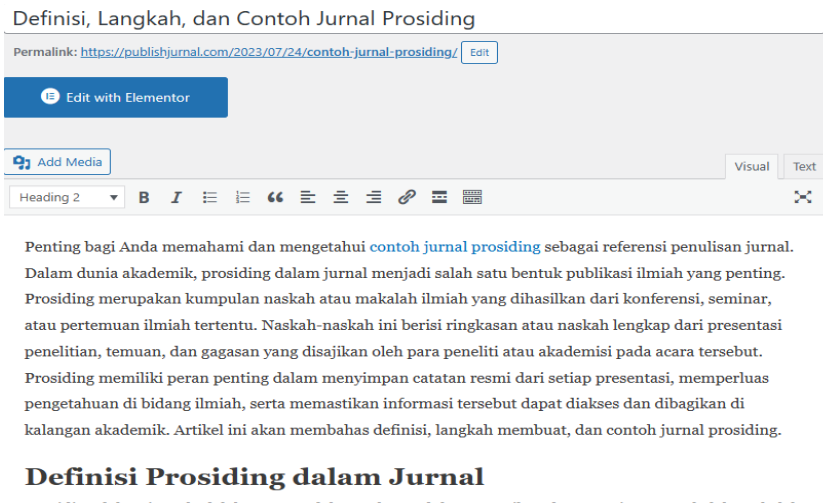 Definisi, Langkah, dan Contoh Jurnal Prosiding
Permalink: https://publishjurnal.com/2023/07/24/contoh-jurnal-prosiding/ Edit
Edit with Elementor
Add Media
Visual Text
Heading 2 B I
Penting bagi Anda memahami dan mengetahui contoh jurnal prosiding sebagai referensi penulisan jurnal.
Dalam dunia akademik, prosiding dalam jurnal menjadi salah satu bentuk publikasi ilmiah yang penting.
Prosiding merupakan kumpulan naskah atau makalah ilmiah yang dihasilkan dari konferensi, seminar,
atau pertemuan ilmiah tertentu. Naskah-naskah ini berisi ringkasan atau naskah lengkap dari presentasi
penelitian, temuan, dan gagasan yang disajikan oleh para peneliti atau akademisi pada acara tersebut.
Prosiding memiliki peran penting dalam menyimpan catatan resmi dari setiap presentasi, memperluas
pengetahuan di bidang ilmiah, serta memastikan informasi tersebut dapat diakses dan dibagikan di
kalangan akademik. Artikel ini akan membahas definisi, langkah membuat, dan contoh jurnal prosiding.
Definisi Prosiding dalam Jurnal